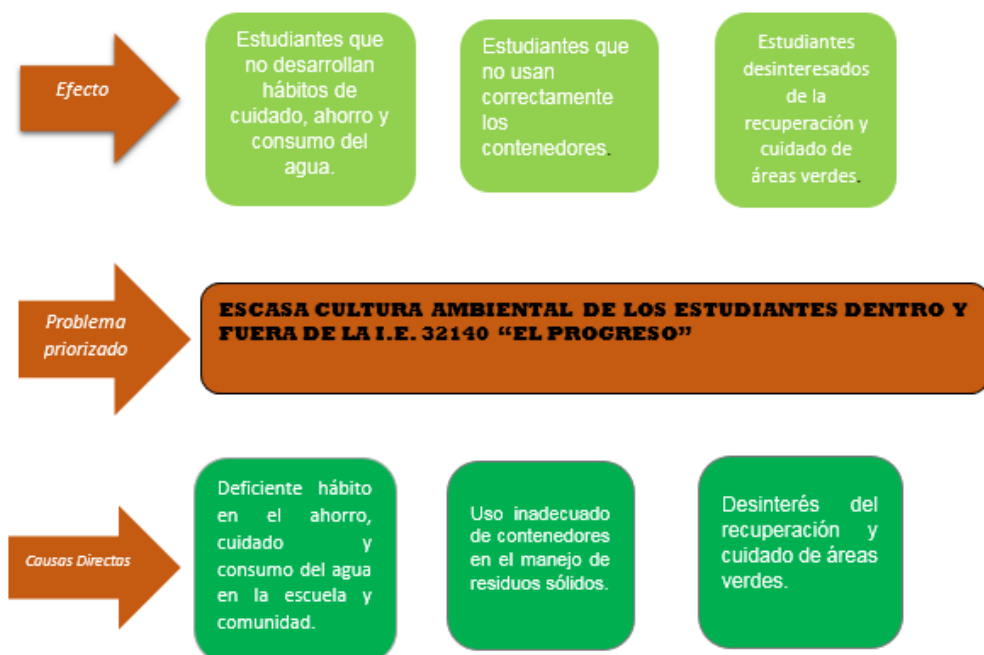 Efecto
Estudiantes que
no desarrollan
hábitos de
cuidado, ahorro y
consumo del
agua.
Estudiantes que
no usan
correctamente
los
contenedores.
Estudiantes
desinteresados
de la
recuperación y
cuidado de
áreas verdes.
Problema
priorizado
ESCASA CULTURA AMBIENTAL DE LOS ESTUDIANTES DENTRO Y
FUERA DE LA I.E. 32140 “EL PROGRESO”
Causas Directas
Deficiente hábito
en el ahorro,
cuidado y
consumo del agua
en la escuela y
comunidad.
Uso inadecuado
de contenedores
en el manejo de
residuos sólidos.
Desinterés del
recuperación y
cuidado de áreas
verdes.